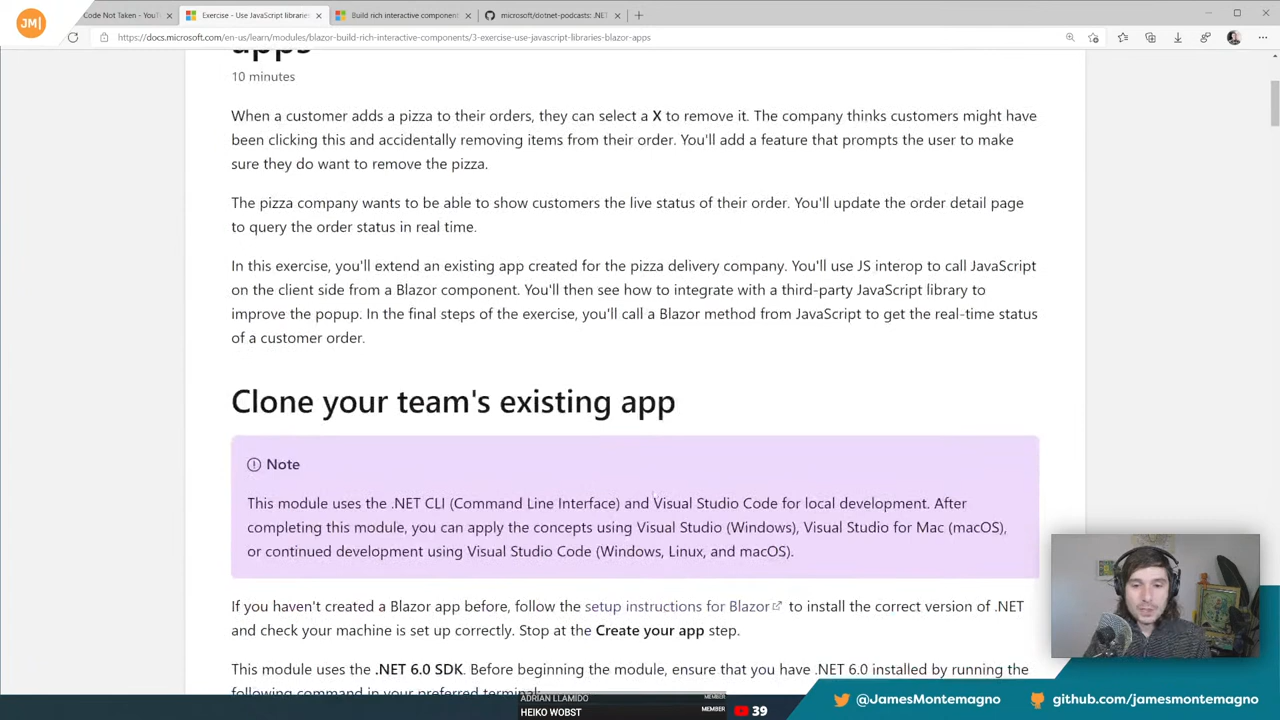 JM|
Code Not Taken - YouT
Exercise - Use JavaScript libraries
Build rich interactive component
microsoft/dotnet-podcasts: .NET
https://docs.microsoft.com/en-us/learn/modules/blazor-build-rich-interactive-components/3-exercise-use-javascript-libraries-blazor-apps
apps
10 minutes
When a customer adds a pizza to their orders, they can select a X to remove it. The company thinks customers might have
been clicking this and accidentally removing items from their order. You'll add a feature that prompts the user to make
sure they do want to remove the pizza.
The pizza company wants to be able to show customers the live status of their order. You'll update the order detail page
to query the order status in real time.
In this exercise, you'll extend an existing app created for the pizza delivery company. You'll use JS interop to call JavaScript
on the client side from a Blazor component. You'll then see how to integrate with a third-party JavaScript library to
improve the popup. In the final steps of the exercise, you'll call a Blazor method from JavaScript to get the real-time status
of a customer order.
Clone your team's existing app
Note
This module uses the .NET CLI (Command Line Interface) and Visual Studio Code for local development. After
completing this module, you can apply the concepts using Visual Studio (Windows), Visual Studio for Mac (macOS),
or continued development using Visual Studio Code (Windows, Linux, and macOS).
If you haven't created a Blazor app before, follow the setup instructions for Blazor to install the correct version of .NET
and check your machine is set up correctly. Stop at the Create your app step.
This module uses the .NET 6.0 SDK. Before beginning the module, ensure that you have .NET 6.0 installed by running the
following command in your preferred terminal:
ADRIAN LLAMIDO MEMBER
HEIKO WOBST MEMBER
39
@JamesMontemagno
github.com/jamesmontemagno